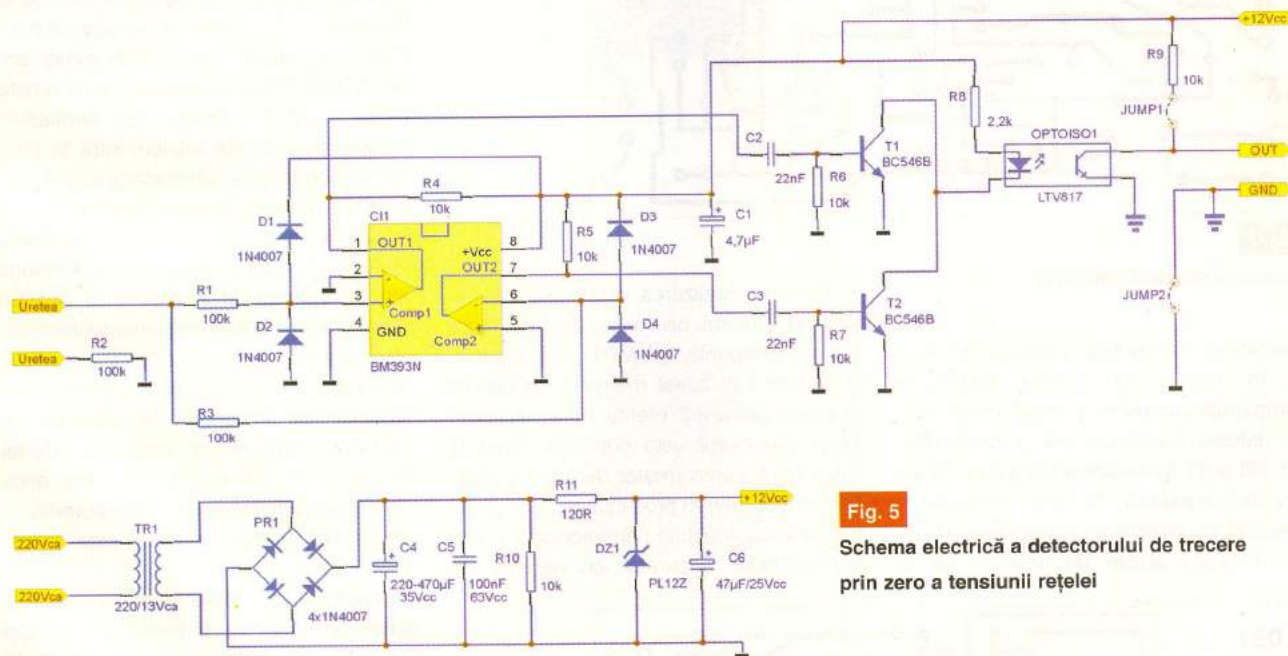 +12Vcc
R9
10k
JUMP1
R8
2,2k
OPTOISO1
OUT
GND
LTV817
C2
22nF
R6
10k
T1
BC546B
R4
10k
CI1
D1
1N4007
1
OUT1
+Vcc
8
OUT2
7
R5
10k
D3
1N4007
+
C1
4,7µF
2
3
Comp1
6
4
GND
Comp2
5
BM393N
Uretea
R1
100k
D2
1N4007
D4
1N4007
C3
22nF
R7
10k
T2
BC546B
JUMP2
Uretea
R2
100k
R3
100k
R11
120R
+12Vcc
TR1
PR1
220Vca
220Vca
220/13Vca
4x1N4007
+
C4
220-470µF
35Vcc
C5
100nF
63Vcc
R10
10k
DZ1
PL12Z
+
C6
47µF/25Vcc
Fig. 5
Schema electrică a detectorului de trecere
prin zero a tensiunii rețelei